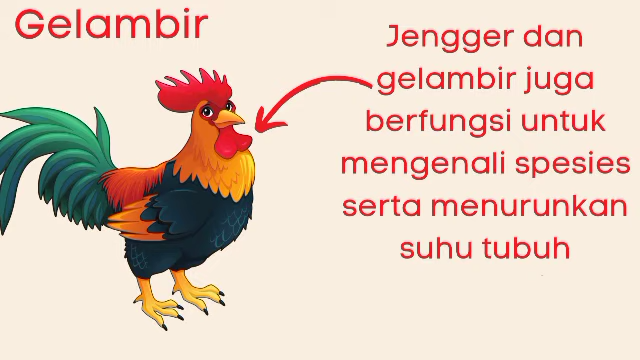 Gelambir
Jengger dan
gelambir juga
berfungsi untuk
mengenali spesies
serta menurunkan
suhu tubuh